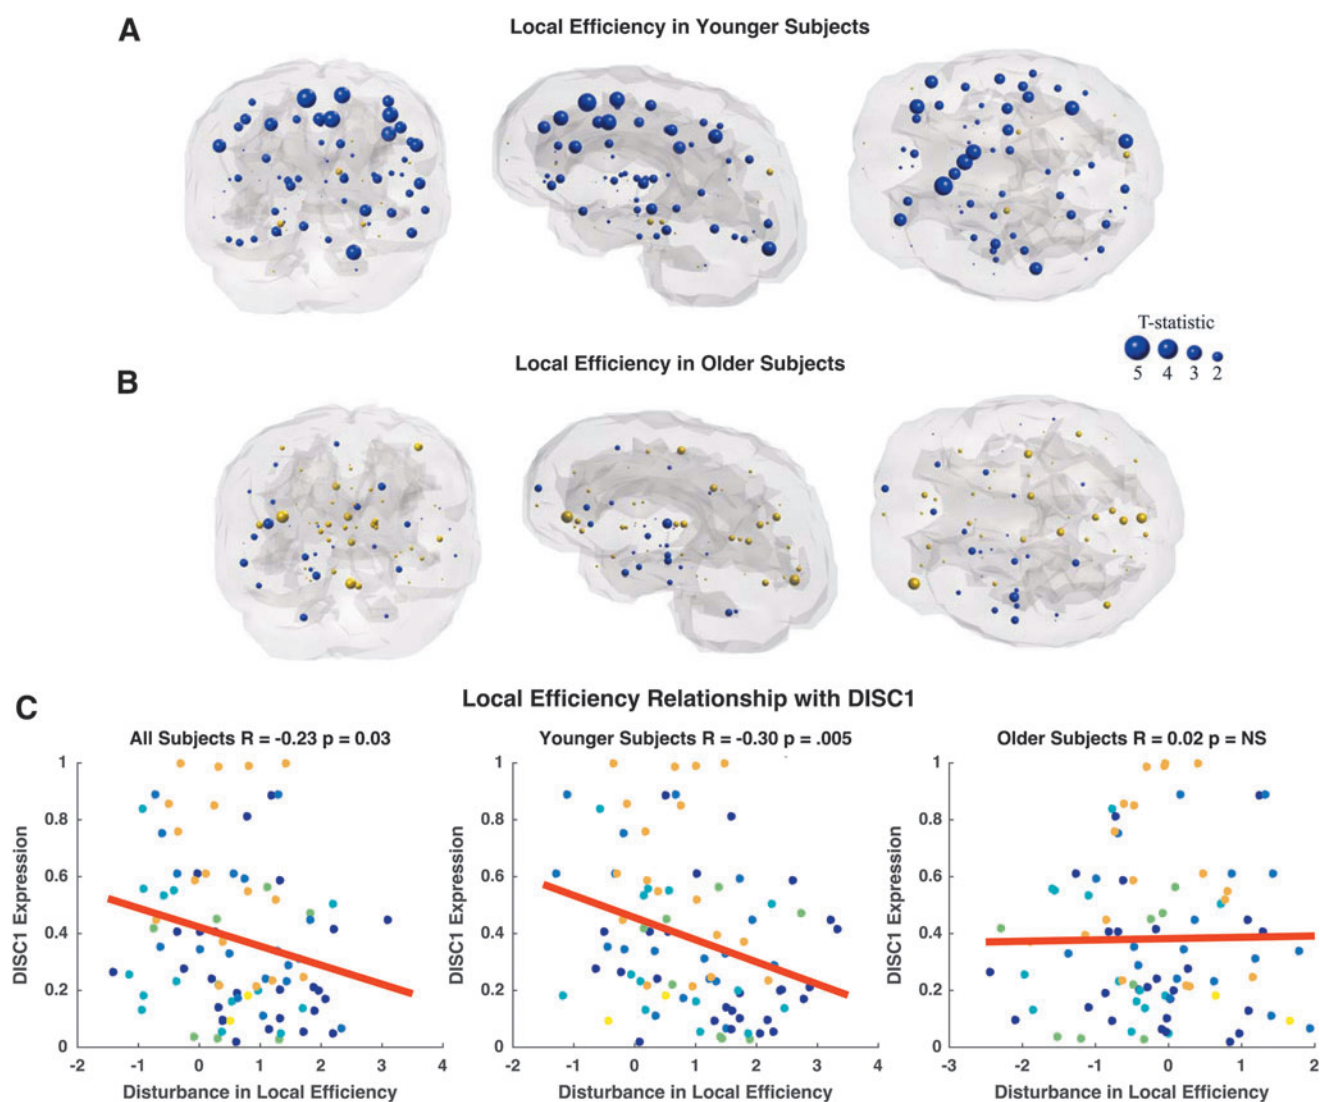 A
Local Efficiency in Younger Subjects
T-statistic
5 4 3 2
B
Local Efficiency in Older Subjects
C
Local Efficiency Relationship with DISC1
All Subjects R = -0.23 p = 0.03
DISC1 Expression
1
0.8
0.6
0.4
0.2
0
-2 -1 0 1 2 3 4
Disturbance in Local Efficiency
Younger Subjects R = -0.30 p = .005
DISC1 Expression
1
0.8
0.6
0.4
0.2
0
-2 -1 0 1 2 3 4
Disturbance in Local Efficiency
Older Subjects R = 0.02 p = NS
DISC1 Expression
1
0.8
0.6
0.4
0.2
0
-3 -2 -1 0 1 2
Disturbance in Local Efficiency